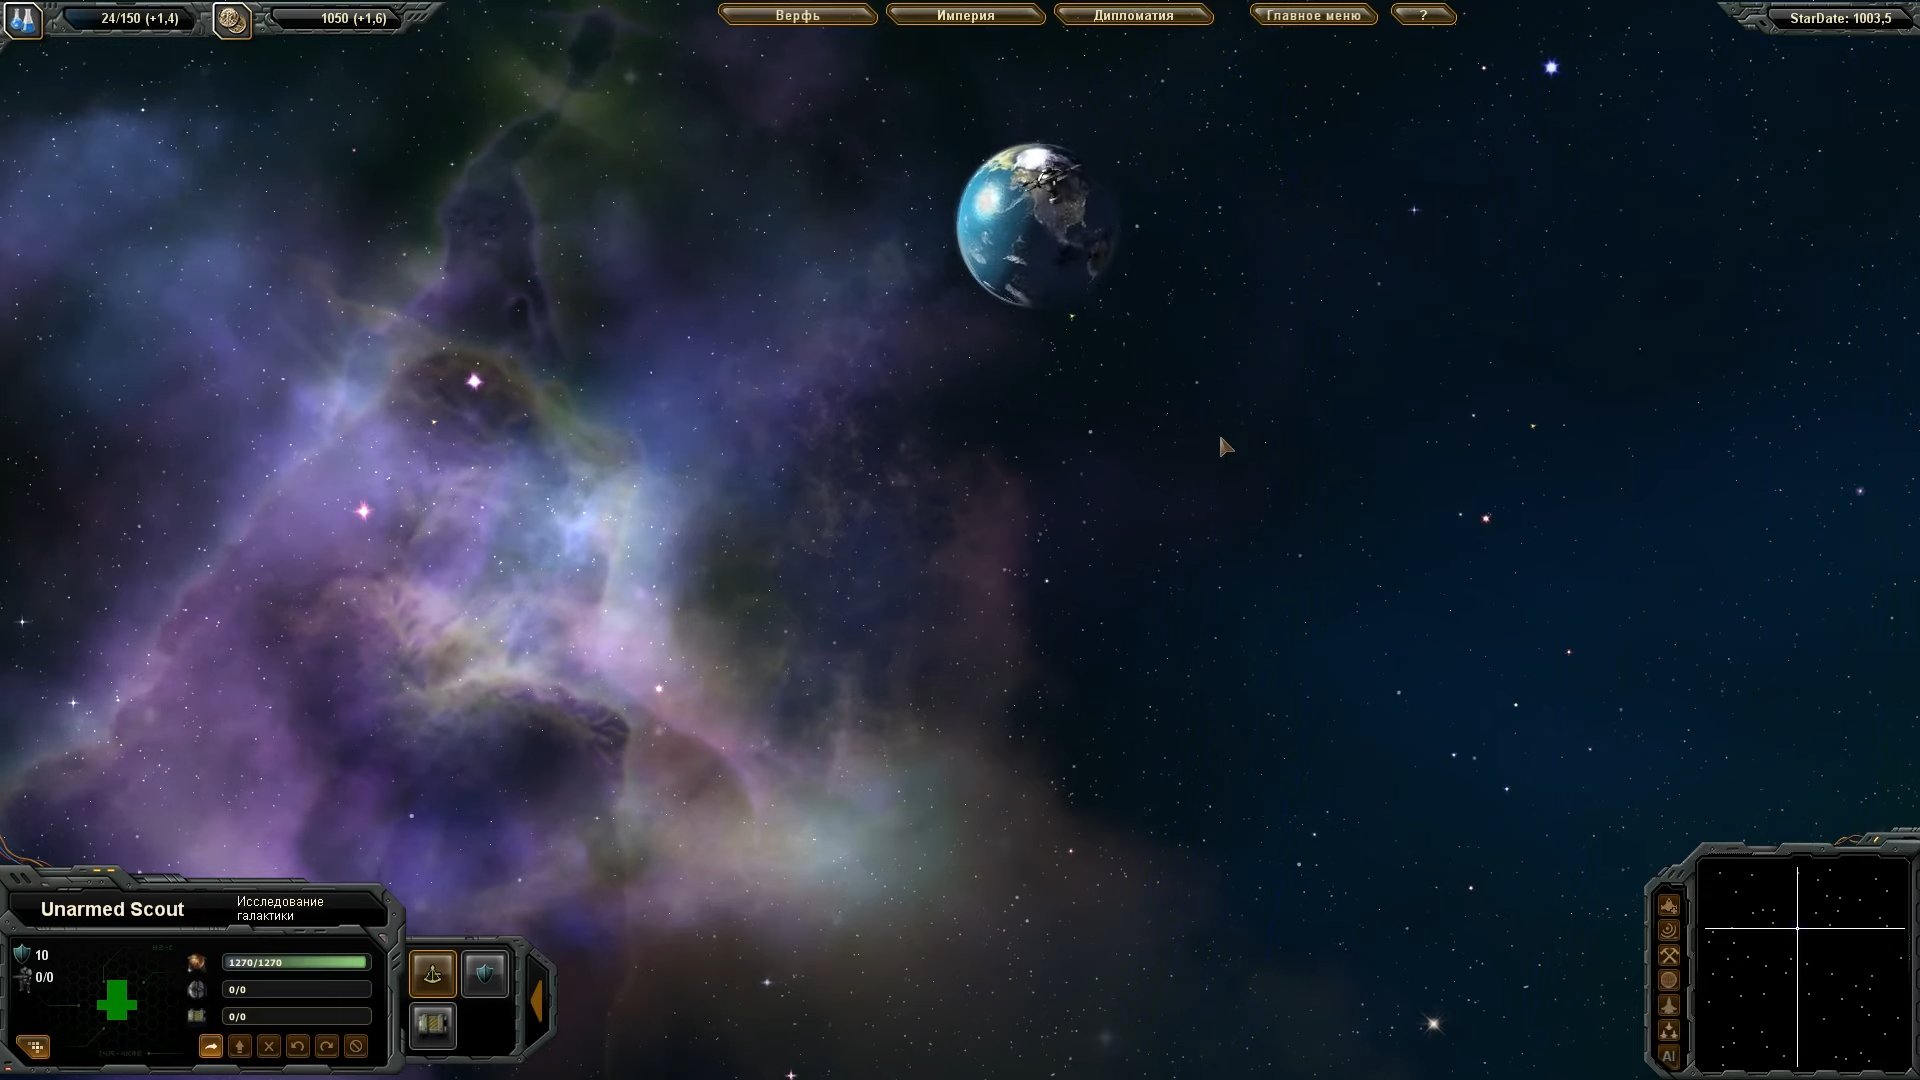 24/150 (+1,4)
1050 (+1,6)
Верфь
Империя
Дипломатия
Главное меню
?
StarDate: 1003,5
Unarmed Scout
Исследование
галактики
10
0/0
1270/1270
0/0
0/0
AI